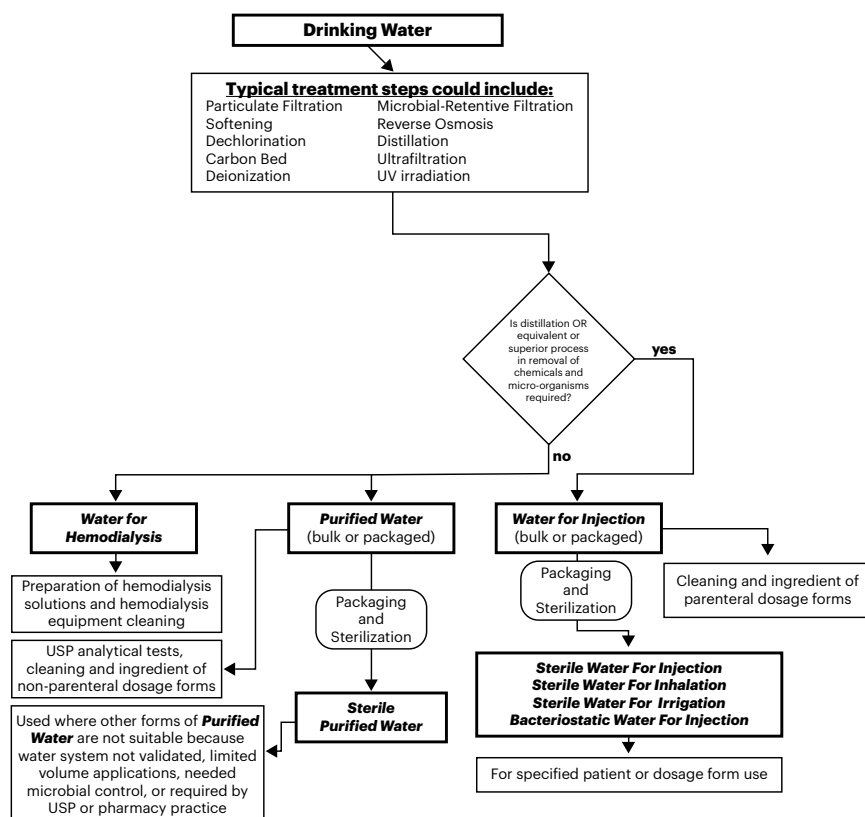 Drinking Water
Typical treatment steps could include:
Particulate Filtration
Softening
Dechlorination
Carbon Bed
Deionization
Microbial-Retentive Filtration
Reverse Osmosis
Distillation
Ultrafiltration
UV irradiation
Is distillation OR
equivalent or
superior process
in removal of
chemicals and
micro-organisms
required?
yes
no
Water for
Hemodialysis
Purified Water
(bulk or packaged)
Water for Injection
(bulk or packaged)
Preparation of hemodialysis
solutions and hemodialysis
equipment cleaning
Packaging
and
Sterilization
Packaging
and
Sterilization
Cleaning and ingredient of
parenteral dosage forms
USP analytical tests,
cleaning and ingredient of
non-parenteral dosage forms
Sterile
Purified Water
Sterile Water For Injection
Sterile Water For Inhalation
Sterile Water For Irrigation
Bacteriostatic Water For Injection
Used where other forms of Purified
Water are not suitable because
water system not validated, limited
volume applications, needed
microbial control, or required by
USP or pharmacy practice
For specified patient or dosage form use